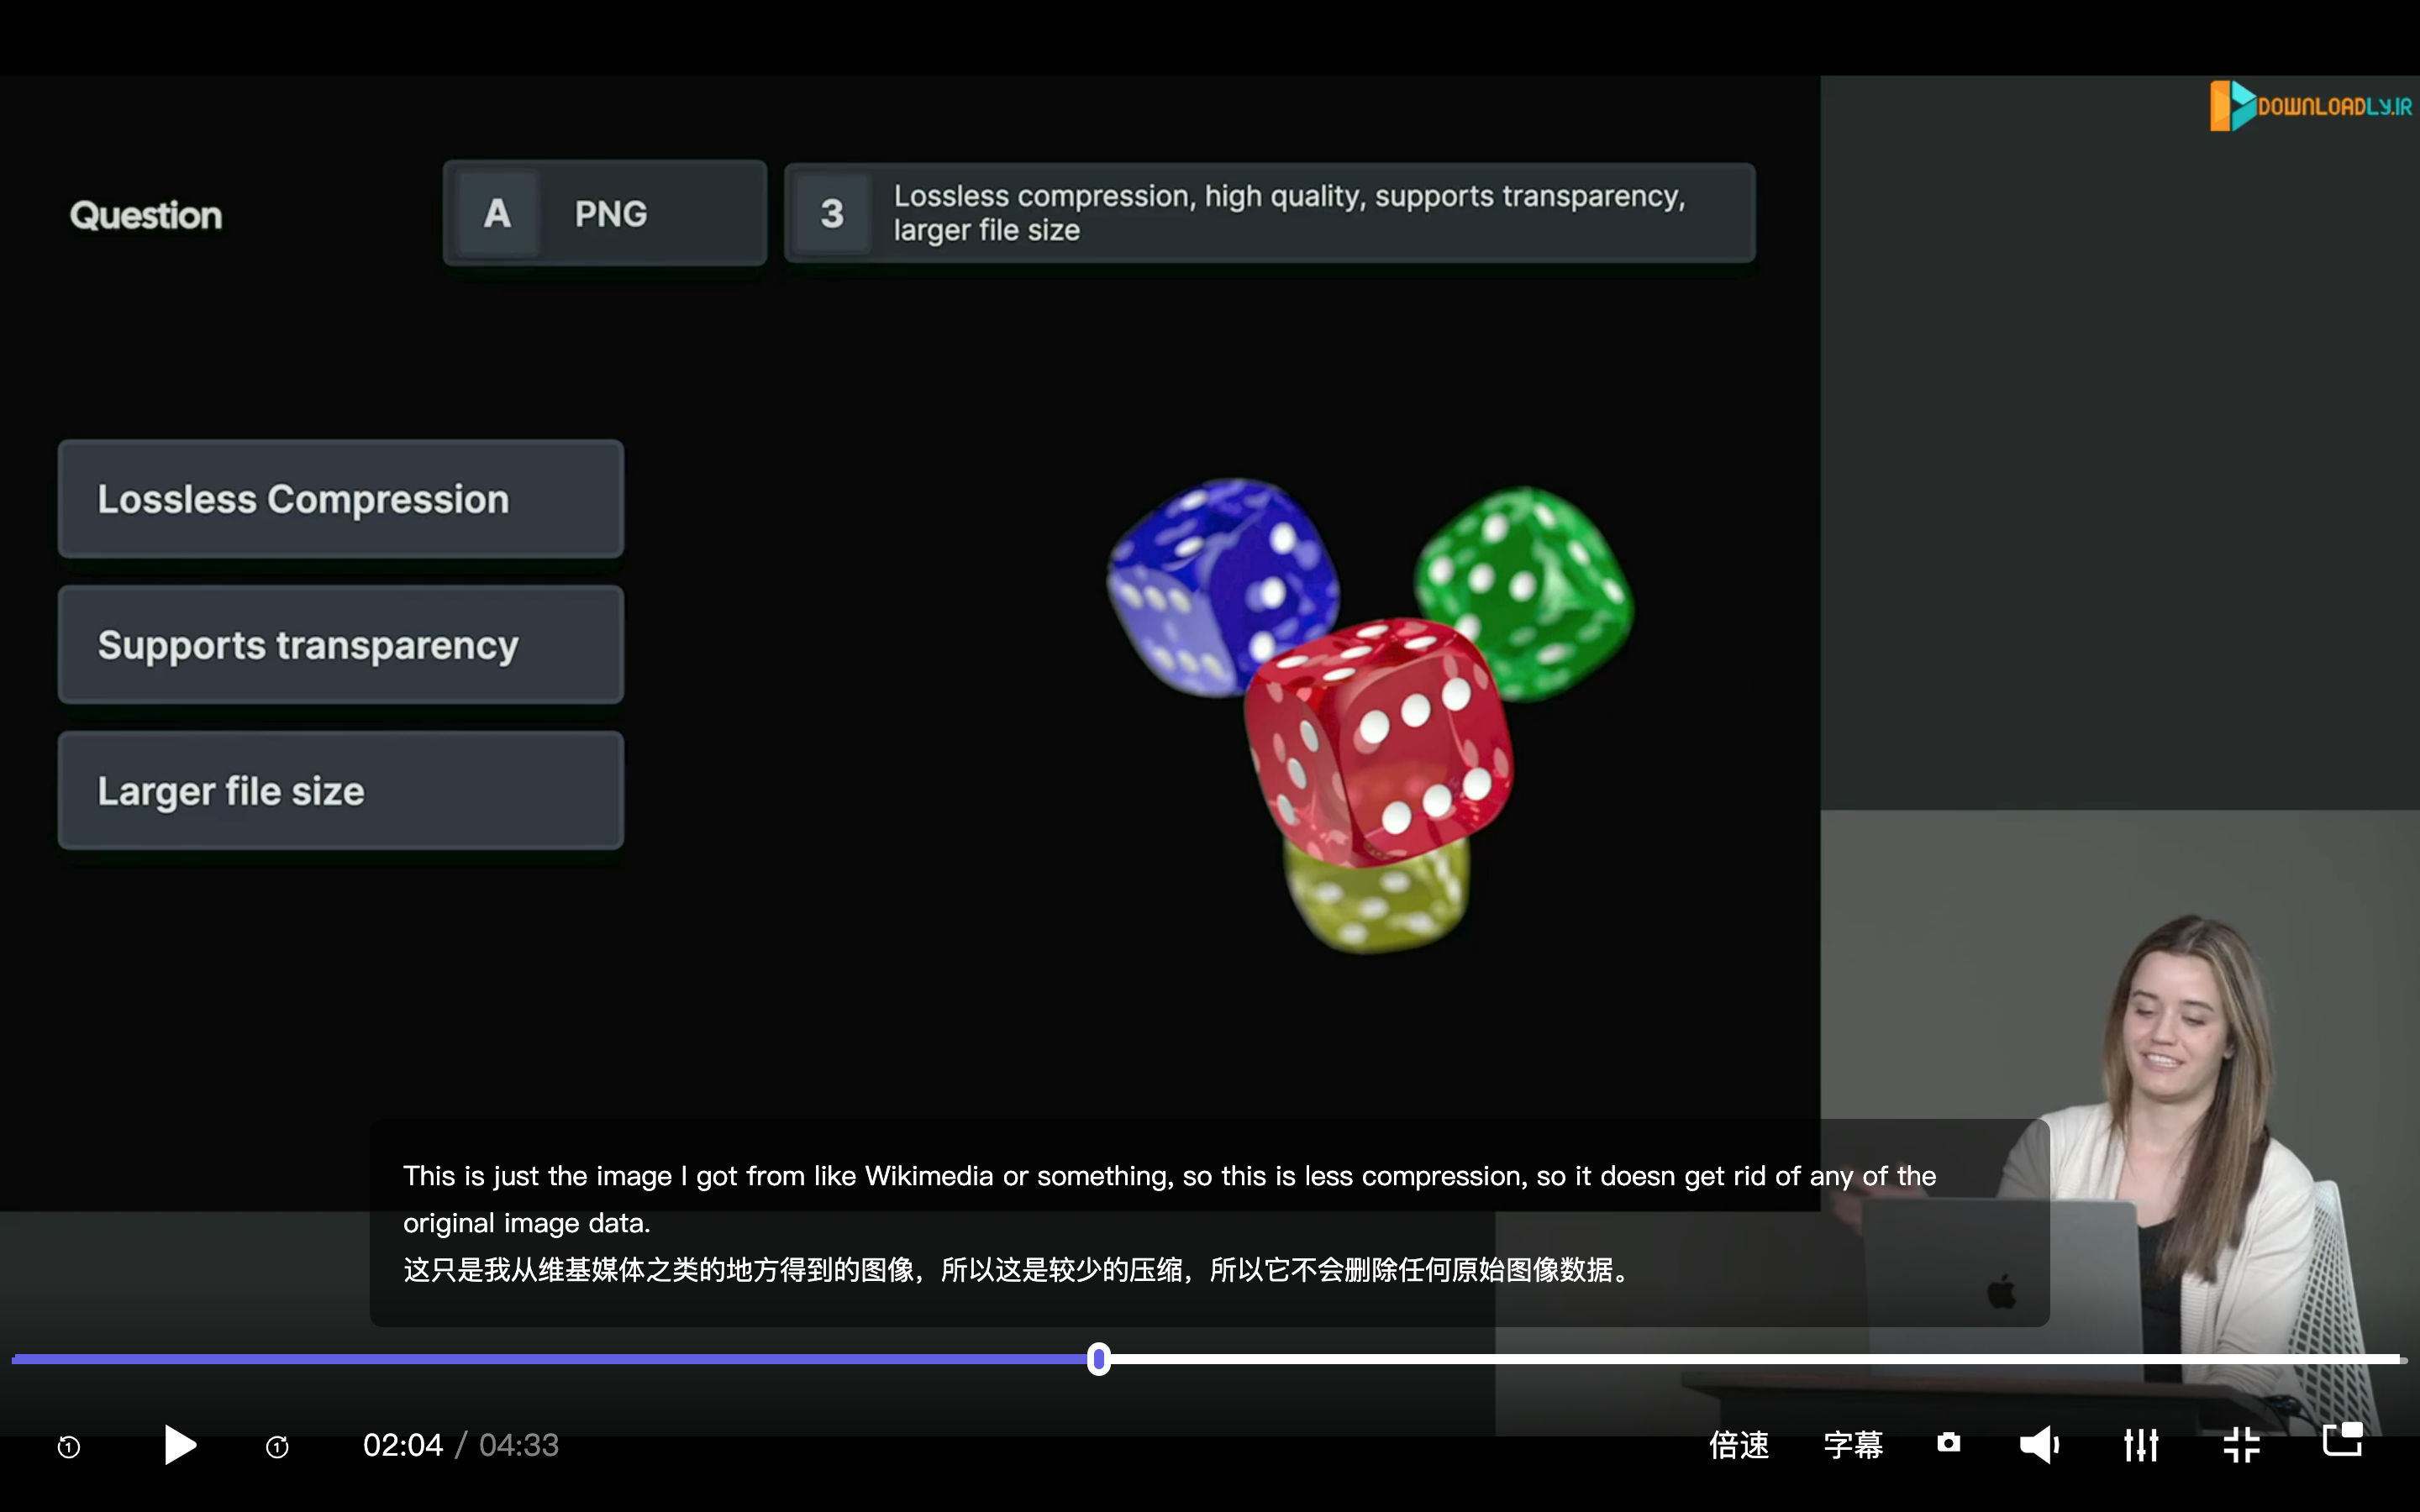 DOWNLOADLY.IR
Question
A
PNG
3
Lossless compression, high quality, supports transparency,
larger file size
Lossless Compression
Supports transparency
Larger file size
This is just the image I got from like Wikimedia or something, so this is less compression, so it doesn get rid of any of the
original image data.
这只是我从维基媒体之类的地方得到的图像，所以这是较少的压缩，所以它不会删除任何原始图像数据。
1
1
02:04 / 04:33
倍速
字幕